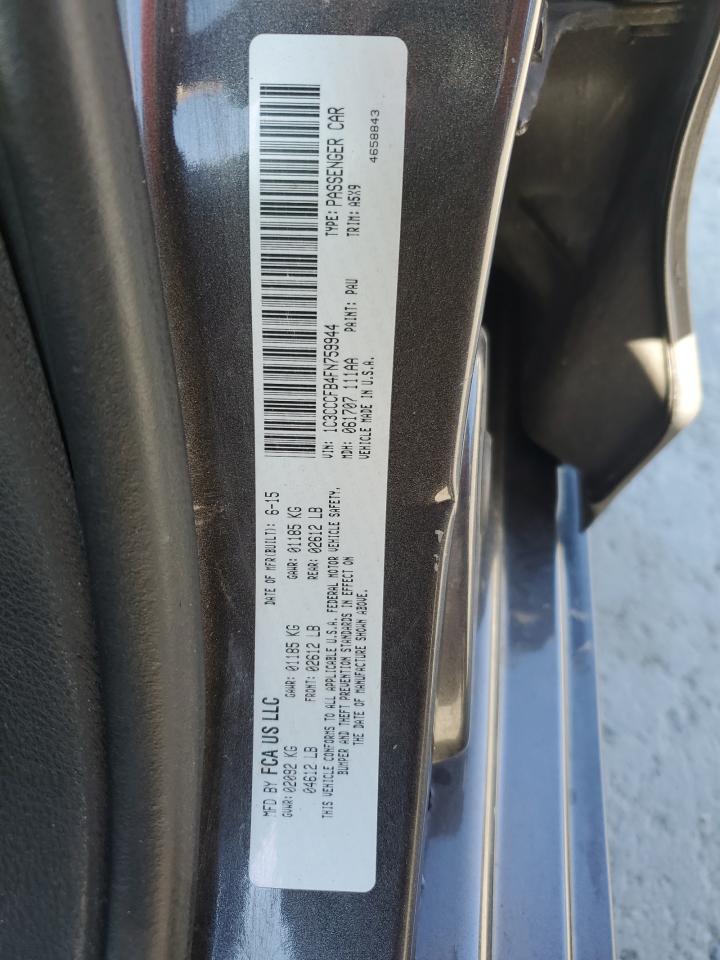 MFD BY FCA US LLC
DATE OF MFR(BUILT): 6-15
GVWR: 02092 KG
GAWR: 01185 KG
GAWR: 01185 KG
04612 LB
FRONT: 02612 LB
REAR: 02612 LB
THIS VEHICLE CONFORMS TO ALL APPLICABLE U.S.A. FEDERAL MOTOR VEHICLE SAFETY,
BUMPER AND THEFT PREVENTION STANDARDS IN EFFECT ON
THE DATE OF MANUFACTURE SHOWN ABOVE.
VIN: 1C3CCCFB4FN759944
TYPE: PASSENGER CAR
MDH: 061707 111AA
PAINT: PAU
TRIM: A5X9
VEHICLE MADE IN U.S.A.
4658843